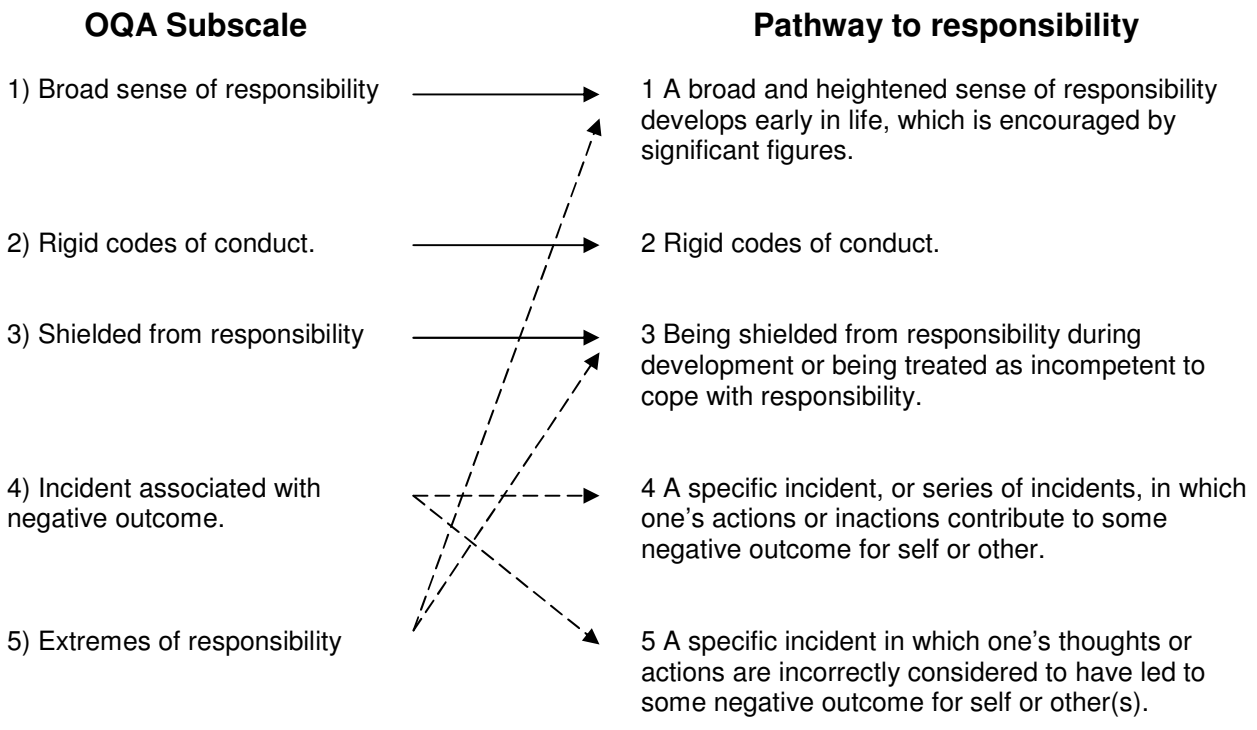 OQA Subscale
Pathway to responsibility
1) Broad sense of responsibility
1 A broad and heightened sense of responsibility
develops early in life, which is encouraged by
significant figures.
2) Rigid codes of conduct.
2 Rigid codes of conduct.
3) Shielded from responsibility
3 Being shielded from responsibility during
development or being treated as incompetent to
cope with responsibility.
4) Incident associated with
negative outcome.
4 A specific incident, or series of incidents, in which
one’s actions or inactions contribute to some
negative outcome for self or other.
5) Extremes of responsibility
5 A specific incident in which one’s thoughts or
actions are incorrectly considered to have led to
some negative outcome for self or other(s).